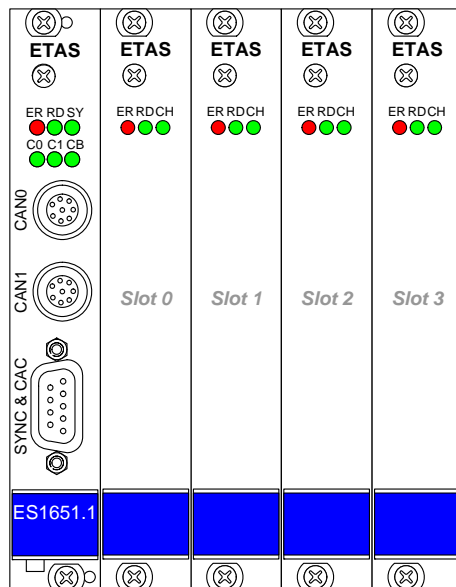 ETAS ETAS ETAS ETAS ETAS
ER RD SY ER RD CH ER RD CH ER RD CH ER RD CH
C0 C1 CB
CAN0
CAN1
Slot 0 Slot 1 Slot 2 Slot 3
SYNC & CAC
ES1651.1